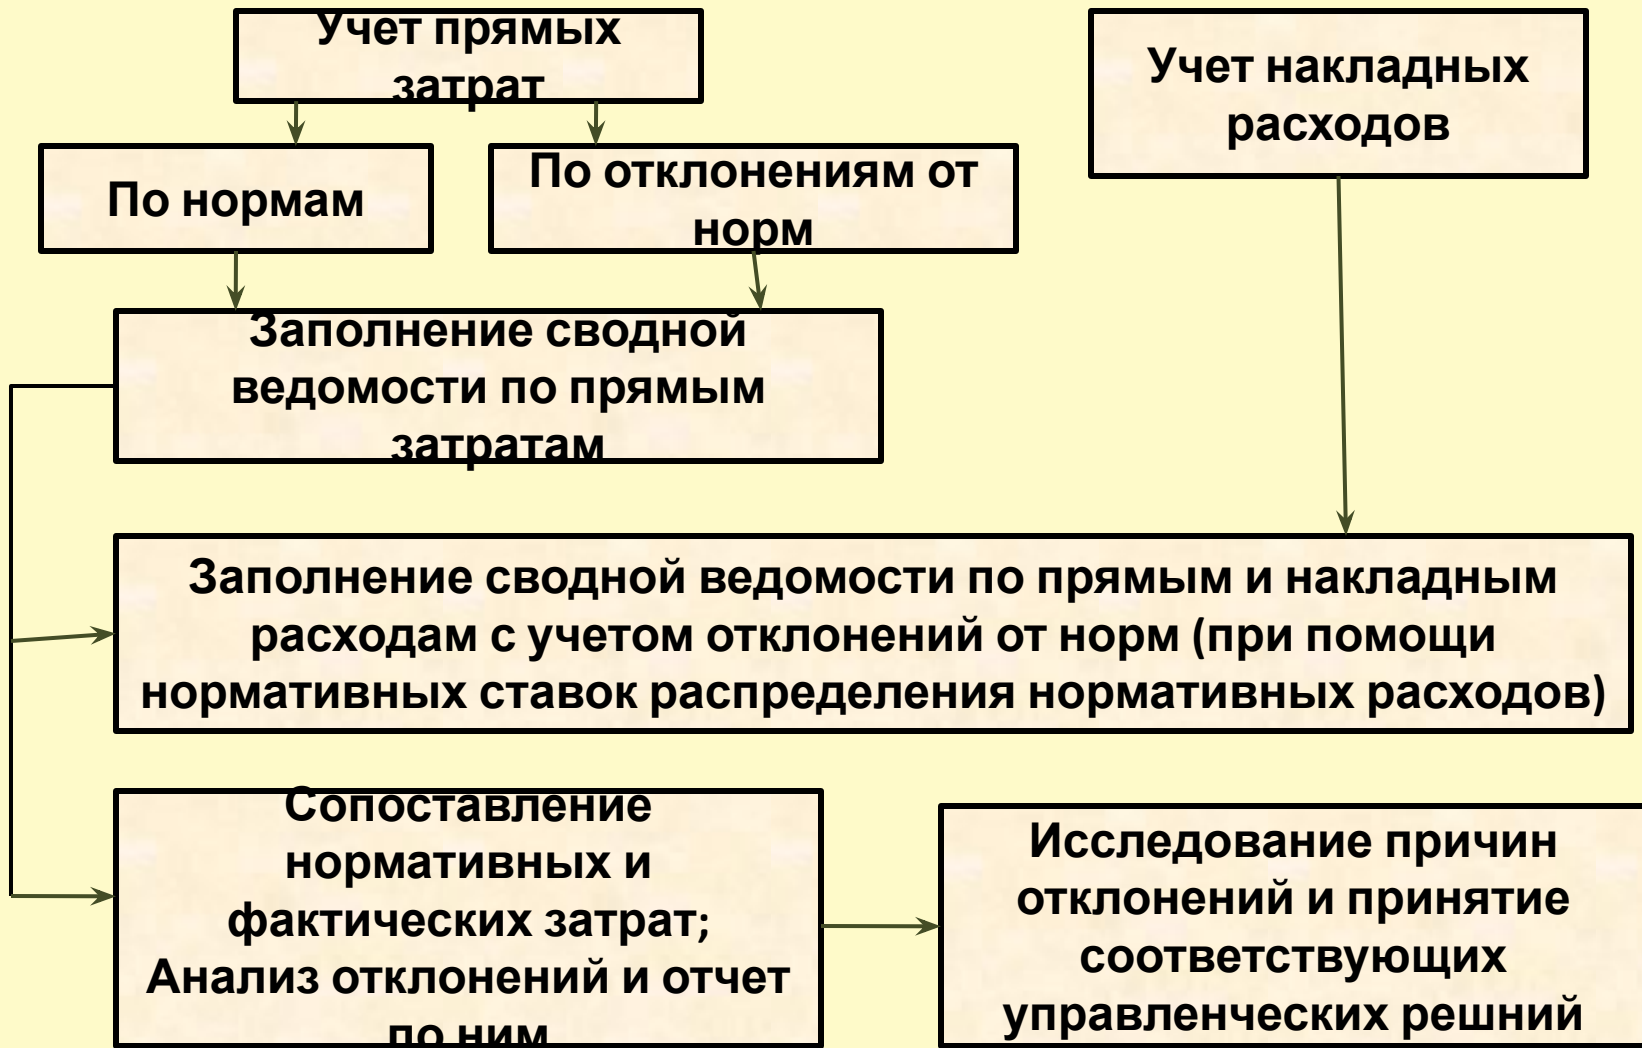 Учет прямых
затрат
Учет накладных
расходов
По нормам
По отклонениям от
норм
Заполнение сводной
ведомости по прямым
затратам
Заполнение сводной ведомости по прямым и накладным
расходам с учетом отклонений от норм (при помощи
нормативных ставок распределения нормативных расходов)
Сопоставление
нормативных и
фактических затрат;
Анализ отклонений и отчет
по ним
Исследование причин
отклонений и принятие
соответствующих
управленческих решний